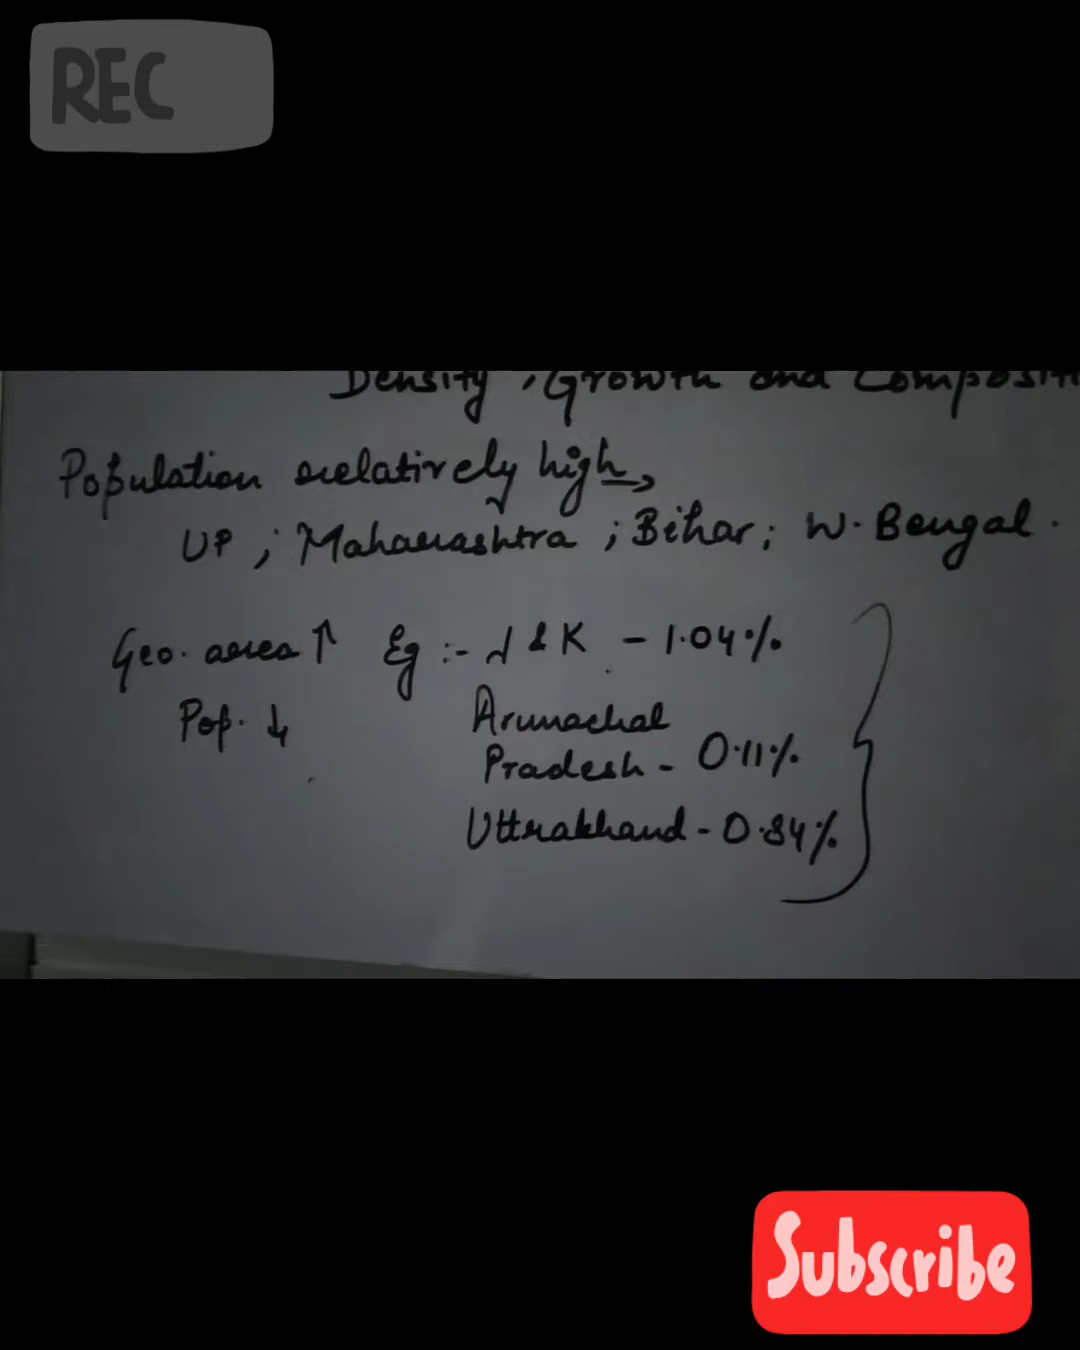 REC
Density, Growth and Compositi
Population relatively high →
UP ; Maharashtra ; Bihar ; W. Bengal.
Geo. area ↑ Eg :- J & K - 1.04%
Pop. ↓ Arunachal
Pradesh - 0.11%
Uttrakhand - 0.84%
Subscribe